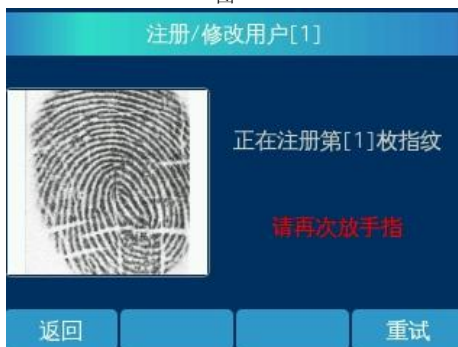 注册/修改用户[1]
正在注册第[1]枚指纹
请再次放手指
返回
重试